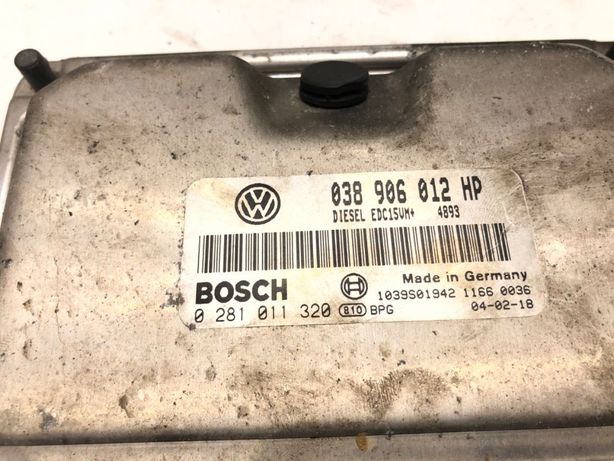 038 906 012 HP
DIESEL EDC15VM+ 4893
BOSCH
Made in Germany
1039S01942 1166 0036
0 281 011 320 810 BPG 04-02-18